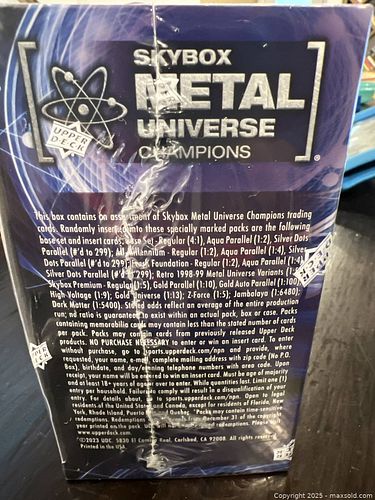 SKYBOX
METAL
UNIVERSE
CHAMPIONS
UPPER
DECK
This box contains an assortment of Skybox Metal Universe Champions trading
cards. Randomly inserted into these specially marked packs are the following
base set and insert cards: Base Set - Regular (4:1), Aqua Parallel (1:2), Silver Dots
Parallel (#'d to 299); Millennium - Regular (1:2), Aqua Parallel (1:4), Silver
Dots Parallel (#'d to 299); Foundation - Regular (1:2), Aqua Parallel (1:4),
Silver Dots Parallel (#'d to 299); Retro 1998-99 Metal Universe Variants
Skybox Premium - Regular (1:5), Gold Parallel (1:10), Gold Auto Parallel (1:100);
High Voltage (1:9); Gold Universe (1:13); Z-Force (1:5); Jambalaya (1:6480);
Dark Matter (1:5400). Stated odds reflect an average of the entire production
run; no ratio is guaranteed to exist within an actual pack, box or case. Packs
containing memorabilia cards may contain less than the stated number of cards
per pack. Packs may contain cards from previously released Upper Deck
products. NO PURCHASE NECESSARY to enter or win an insert card. To enter
without purchase, go to sports.upperdeck.com/npn and provide, where
requested, your name, e-mail, complete mailing address with zip code (No P.O.
Box), birthdate, and day/evening telephone numbers with area code. Upon
receipt, your name will be entered to win an insert card. Must be age of majority
and at least 18+ years of age or over to enter. While quantities last. Limit one (1)
entry per household. Failure to comply will result in a disqualification of your
entry. For details, go to sports.upperdeck.com/npn. Open to legal
residents of the United States and Canada, except for residents of Florida, New
York, Rhode Island, Puerto Quebec. *Packs may contain time-sensitive
redemptions. Redemptions from December 31 of the copyright
year printed on the pack. redemptions. Please visit
www.upperdeck.com.
©2023 UDC, 5830 El Camino Real, Carlsbad, CA 92008. All rights reserved.
Printed in the USA.
© 2025 - maxsold.com